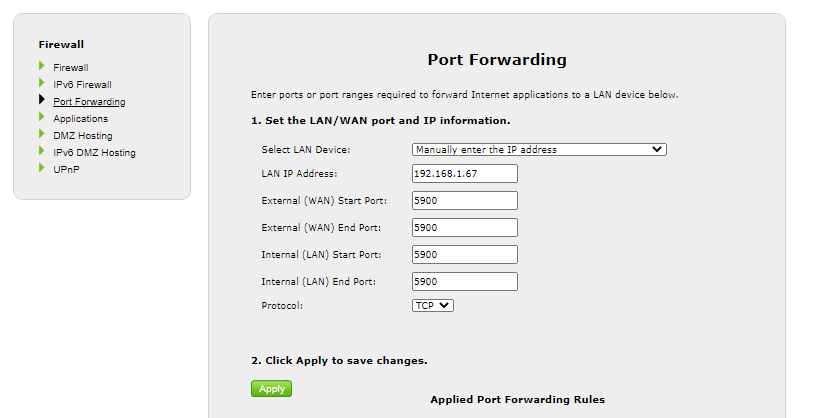 Firewall
Firewall
IPv6 Firewall
Port Forwarding
Applications
DMZ Hosting
IPv6 DMZ Hosting
UPnP
Port Forwarding
Enter ports or port ranges required to forward Internet applications to a LAN device below.
1. Set the LAN/WAN port and IP information.
Select LAN Device: Manually enter the IP address
LAN IP Address: 192.168.1.67
External (WAN) Start Port: 5900
External (WAN) End Port: 5900
Internal (LAN) Start Port: 5900
Internal (LAN) End Port: 5900
Protocol: TCP
2. Click Apply to save changes.
Apply
Applied Port Forwarding Rules